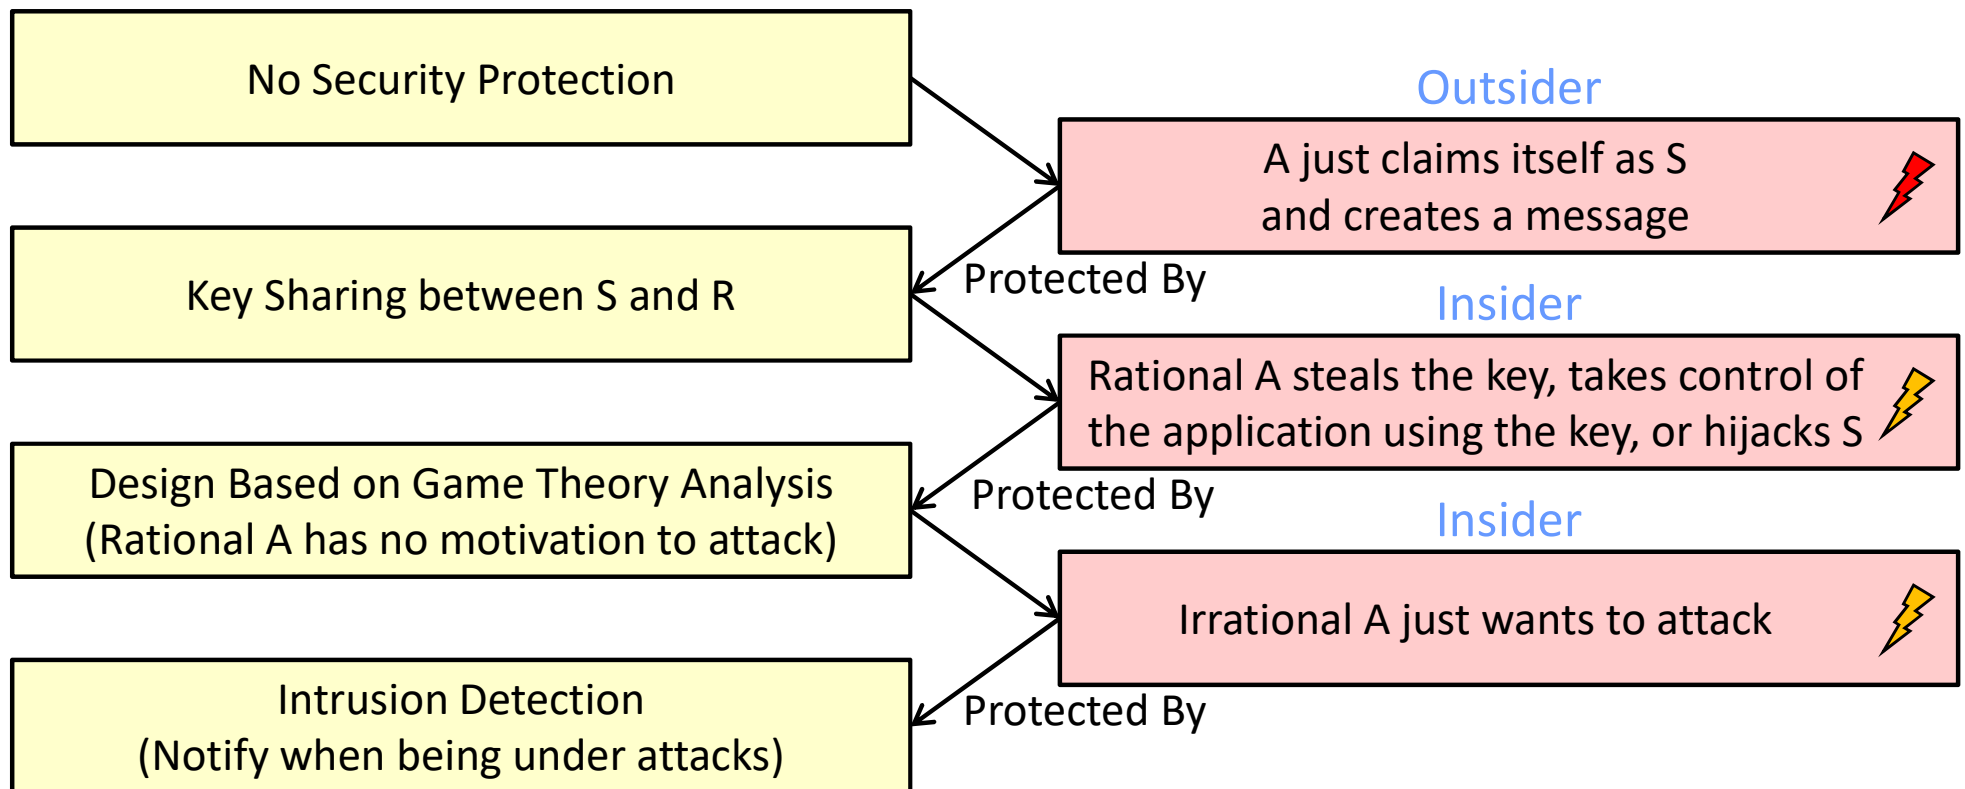 No Security Protection
Outsider
A just claims itself as S
and creates a message
Protected By
Key Sharing between S and R
Insider
Rational A steals the key, takes control of
the application using the key, or hijacks S
Protected By
Design Based on Game Theory Analysis
(Rational A has no motivation to attack)
Insider
Irrational A just wants to attack
Protected By
Intrusion Detection
(Notify when being under attacks)